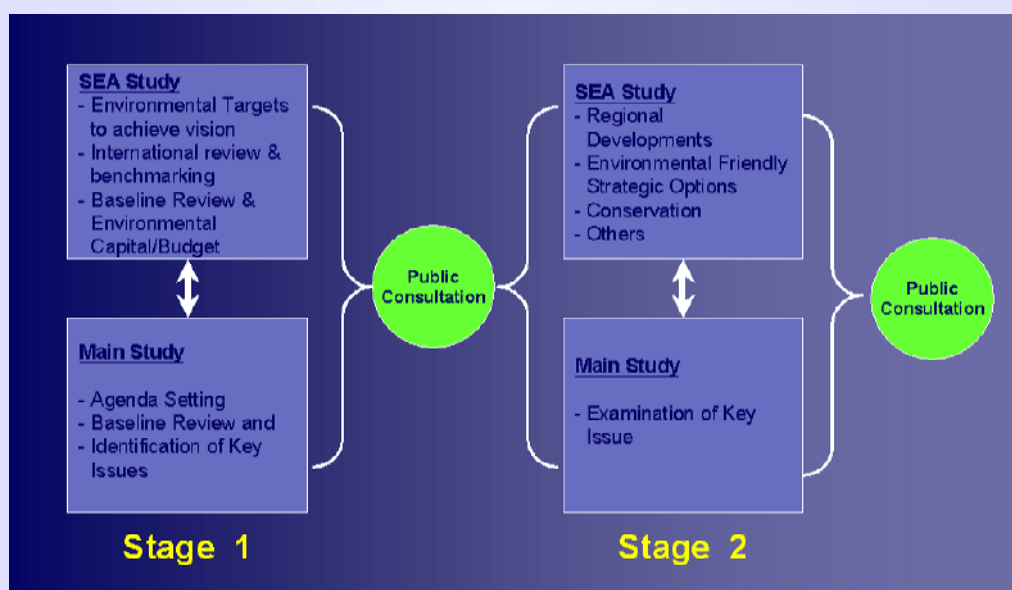 SEA Study
- Environmental Targets
to achieve vision
- International review &
benchmarking
- Baseline Review &
Environmental
Capital/Budget
Main Study
- Agenda Setting
- Baseline Review and
- Identification of Key
Issues
Stage 1
Public
Consultation
SEA Study
- Regional
Developments
- Environmental Friendly
Strategic Options
- Conservation
- Others
Main Study
- Examination of Key
Issue
Stage 2
Public
Consultation